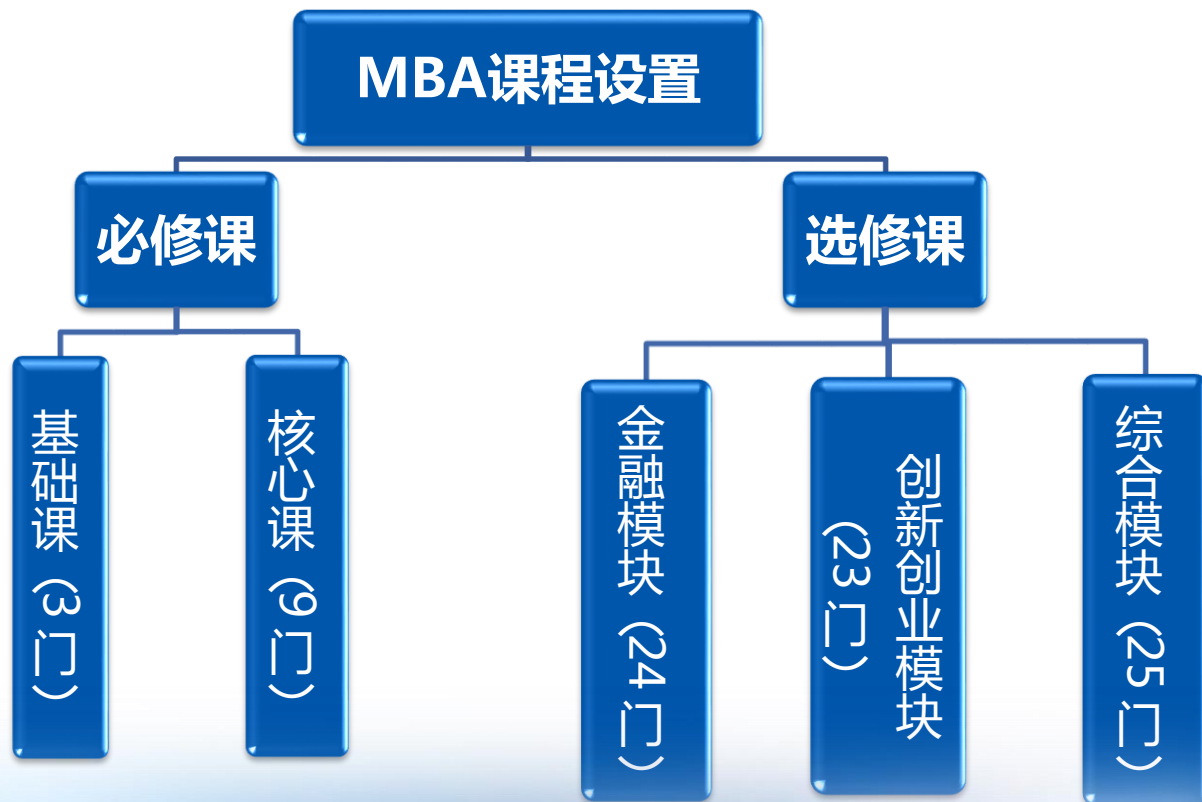 MBA课程设置
必修课
选修课
基础课（3门）
核心课（9门）
金融模块（24门）
创新创业模块
（23门）
综合模块（25门）